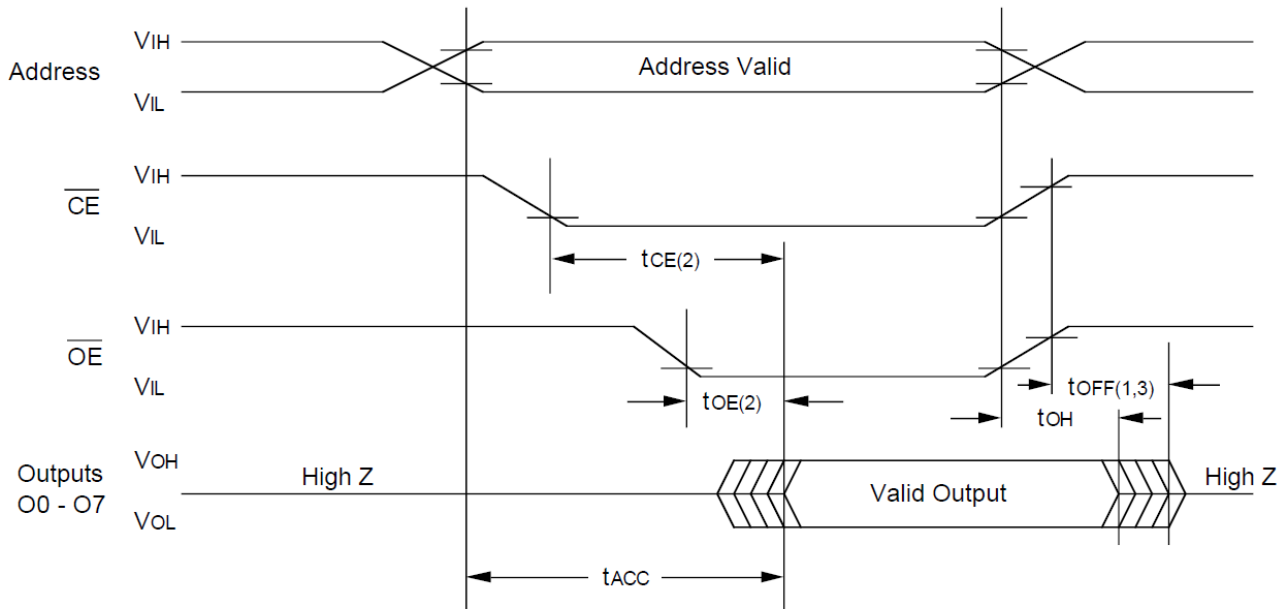 VIH
Address
Address Valid
VIL
VIH
CE
VIL
tCE(2)
VIH
OE
VIL
tOE(2)
tOFF(1,3)
tOH
Outputs
O0 - O7
VOH
High Z
Valid Output
High Z
VOL
tACC